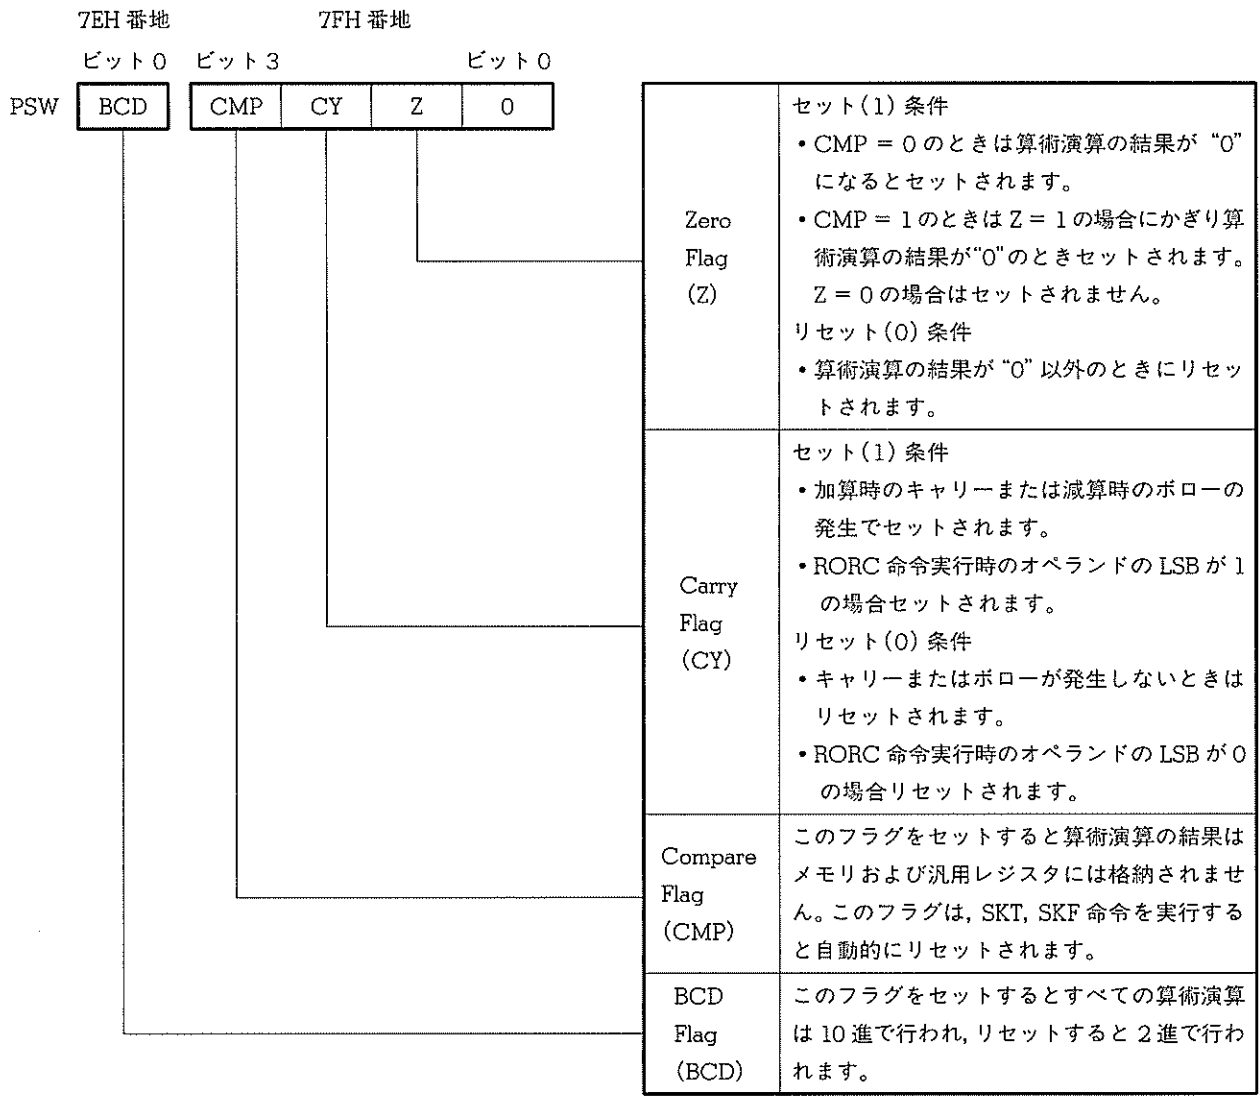 7EH 番地 7FH 番地
ビット0 ビット3 ビット0
PSW BCD CMP CY Z 0
Zero
Flag
(Z)
セット(1) 条件
・CMP = 0 のときは算術演算の結果が “0”
になるとセットされます。
・CMP = 1 のときは Z = 1 の場合にかぎり算
術演算の結果が“0”のときセットされます。
Z = 0 の場合はセットされません。
リセット(0) 条件
・算術演算の結果が “0” 以外のときにリセッ
トされます。
Carry
Flag
(CY)
セット(1) 条件
・加算時のキャリーまたは減算時のボローの
発生でセットされます。
・RORC 命令実行時のオペランドの LSB が 1
の場合セットされます。
リセット(0) 条件
・キャリーまたはボローが発生しないときは
リセットされます。
・RORC 命令実行時のオペランドの LSB が 0
の場合リセットされます。
Compare
Flag
(CMP)
このフラグをセットすると算術演算の結果は
メモリおよび汎用レジスタには格納されませ
ん。このフラグは, SKT, SKF 命令を実行する
と自動的にリセットされます。
BCD
Flag
(BCD)
このフラグをセットするとすべての算術演算
は 10 進で行われ, リセットすると 2 進で行わ
れます。